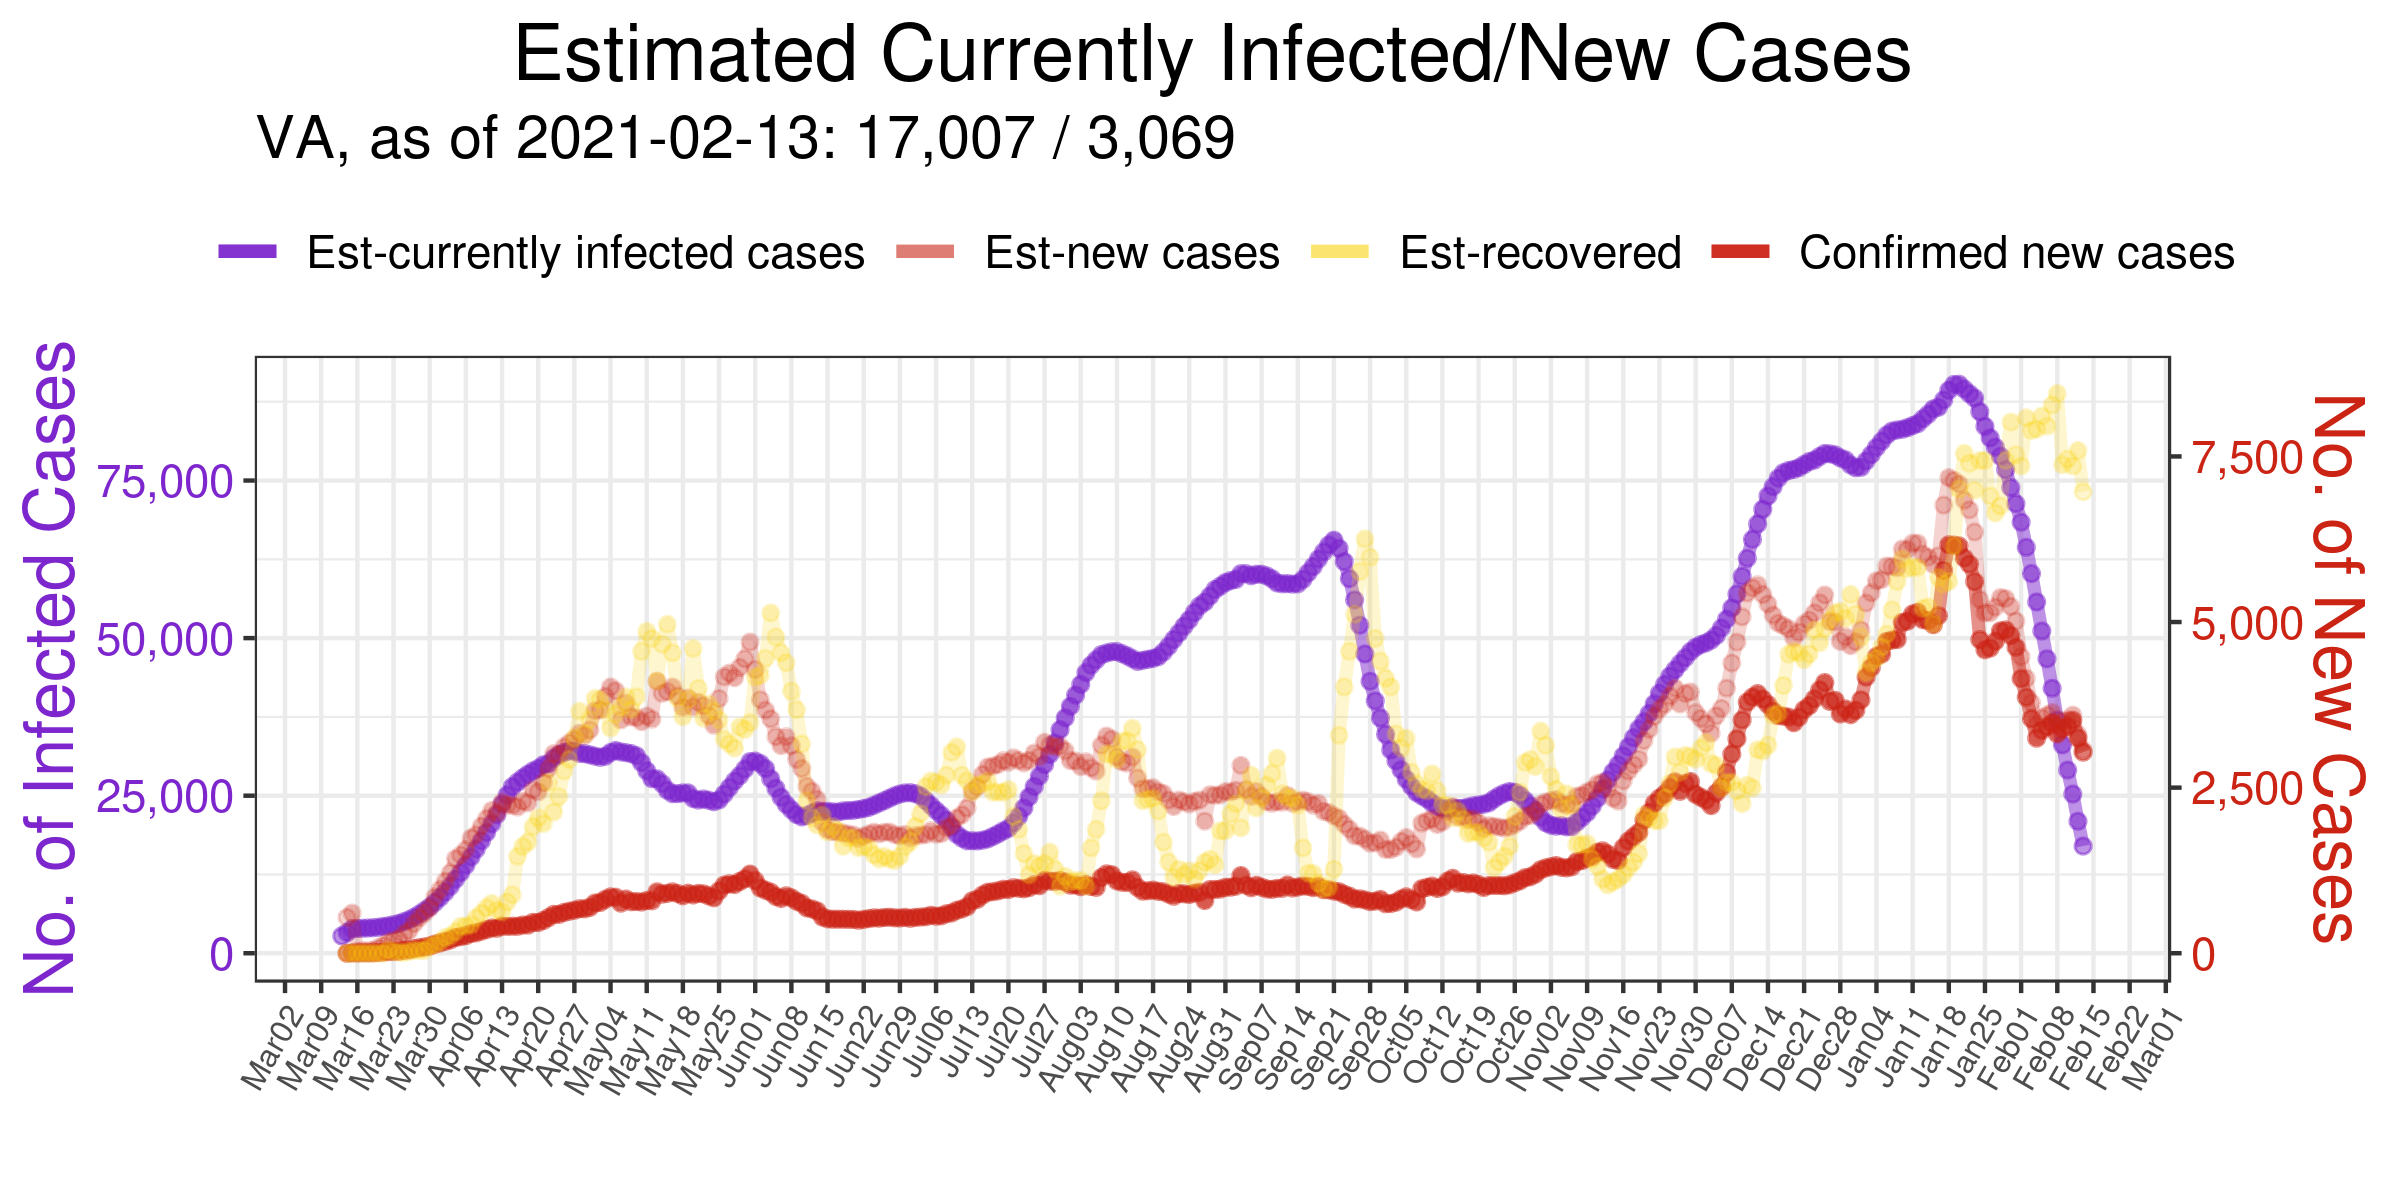 Estimated Currently Infected/New Cases
VA, as of 2021-02-13: 17,007 / 3,069
Est-currently infected cases Est-new cases Est-recovered Confirmed new cases
No. of Infected Cases
75,000
50,000
25,000
0
7,500
5,000
2,500
0
No. of New Cases
Mar02 Mar09 Mar16 Mar23 Mar30 Apr06 Apr13 Apr20 Apr27 May04 May11 May18 May25 Jun01 Jun08 Jun15 Jun22 Jun29 Jul06 Jul13 Jul20 Jul27 Aug03 Aug10 Aug17 Aug24 Aug31 Sep07 Sep14 Sep21 Sep28 Oct05 Oct12 Oct19 Oct26 Nov02 Nov09 Nov16 Nov23 Nov30 Dec07 Dec14 Dec21 Dec28 Jan04 Jan11 Jan18 Jan25 Feb01 Feb08 Feb15 Feb22 Mar01